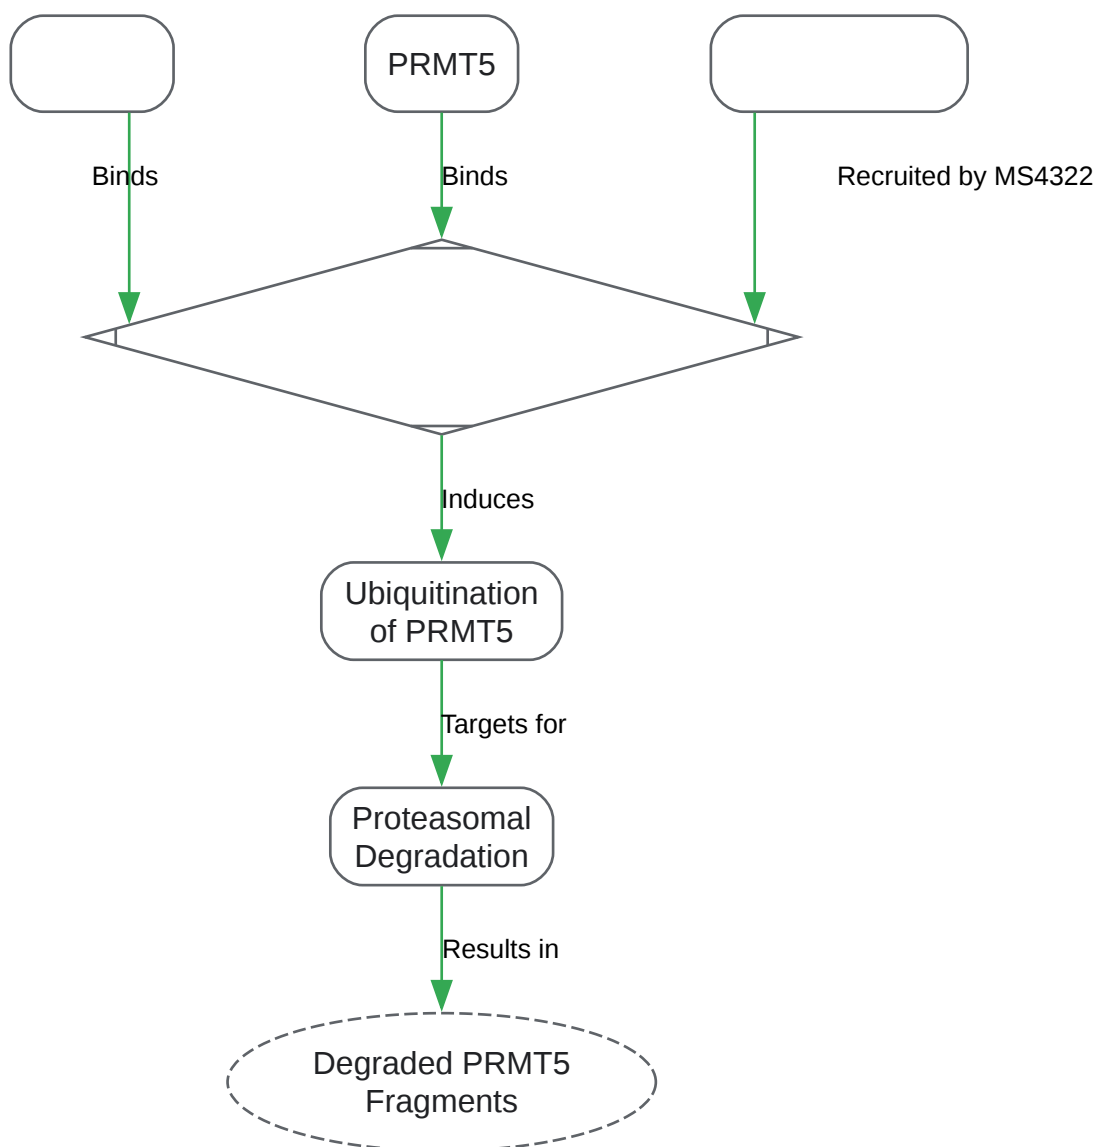 PRMT5
Binds
Binds
Recruited by MS4322
Induces
Ubiquitination
of PRMT5
Targets for
Proteasomal
Degradation
Results in
Degraded PRMT5
Fragments